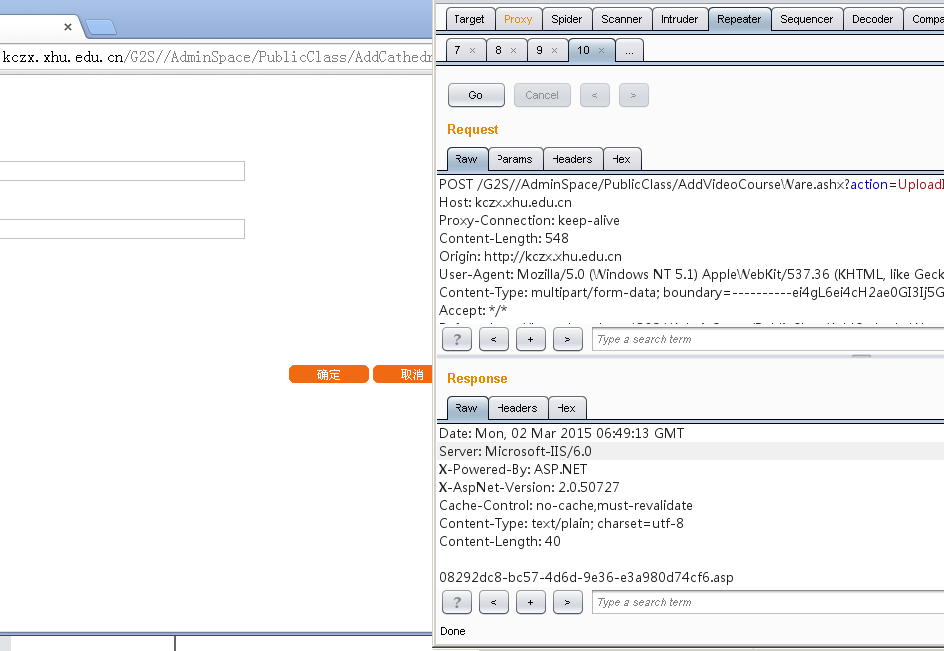 kczx.xhu.edu.cn/G2S//AdminSpace/PublicClass/AddCathedr
确定
取消
Target Proxy Spider Scanner Intruder Repeater Sequencer Decoder Compa
7 × 8 × 9 × 10 × ...
Go Cancel < >
Request
Raw Params Headers Hex
POST /G2S//AdminSpace/PublicClass/AddVideoCourseWare.ashx?action=Upload
Host: kczx.xhu.edu.cn
Proxy-Connection: keep-alive
Content-Length: 548
Origin: http://kczx.xhu.edu.cn
User-Agent: Mozilla/5.0 (Windows NT 5.1) AppleWebKit/537.36 (KHTML, like Geck
Content-Type: multipart/form-data; boundary=----------ei4gL6ei4cH2ae0GI3Ij5G
Accept: */*
? < + > Type a search term
Response
Raw Headers Hex
Date: Mon, 02 Mar 2015 06:49:13 GMT
Server: Microsoft-IIS/6.0
X-Powered-By: ASP.NET
X-AspNet-Version: 2.0.50727
Cache-Control: no-cache,must-revalidate
Content-Type: text/plain; charset=utf-8
Content-Length: 40
08292dc8-bc57-4d6d-9e36-e3a980d74cf6.asp
? < + > Type a search term
Done